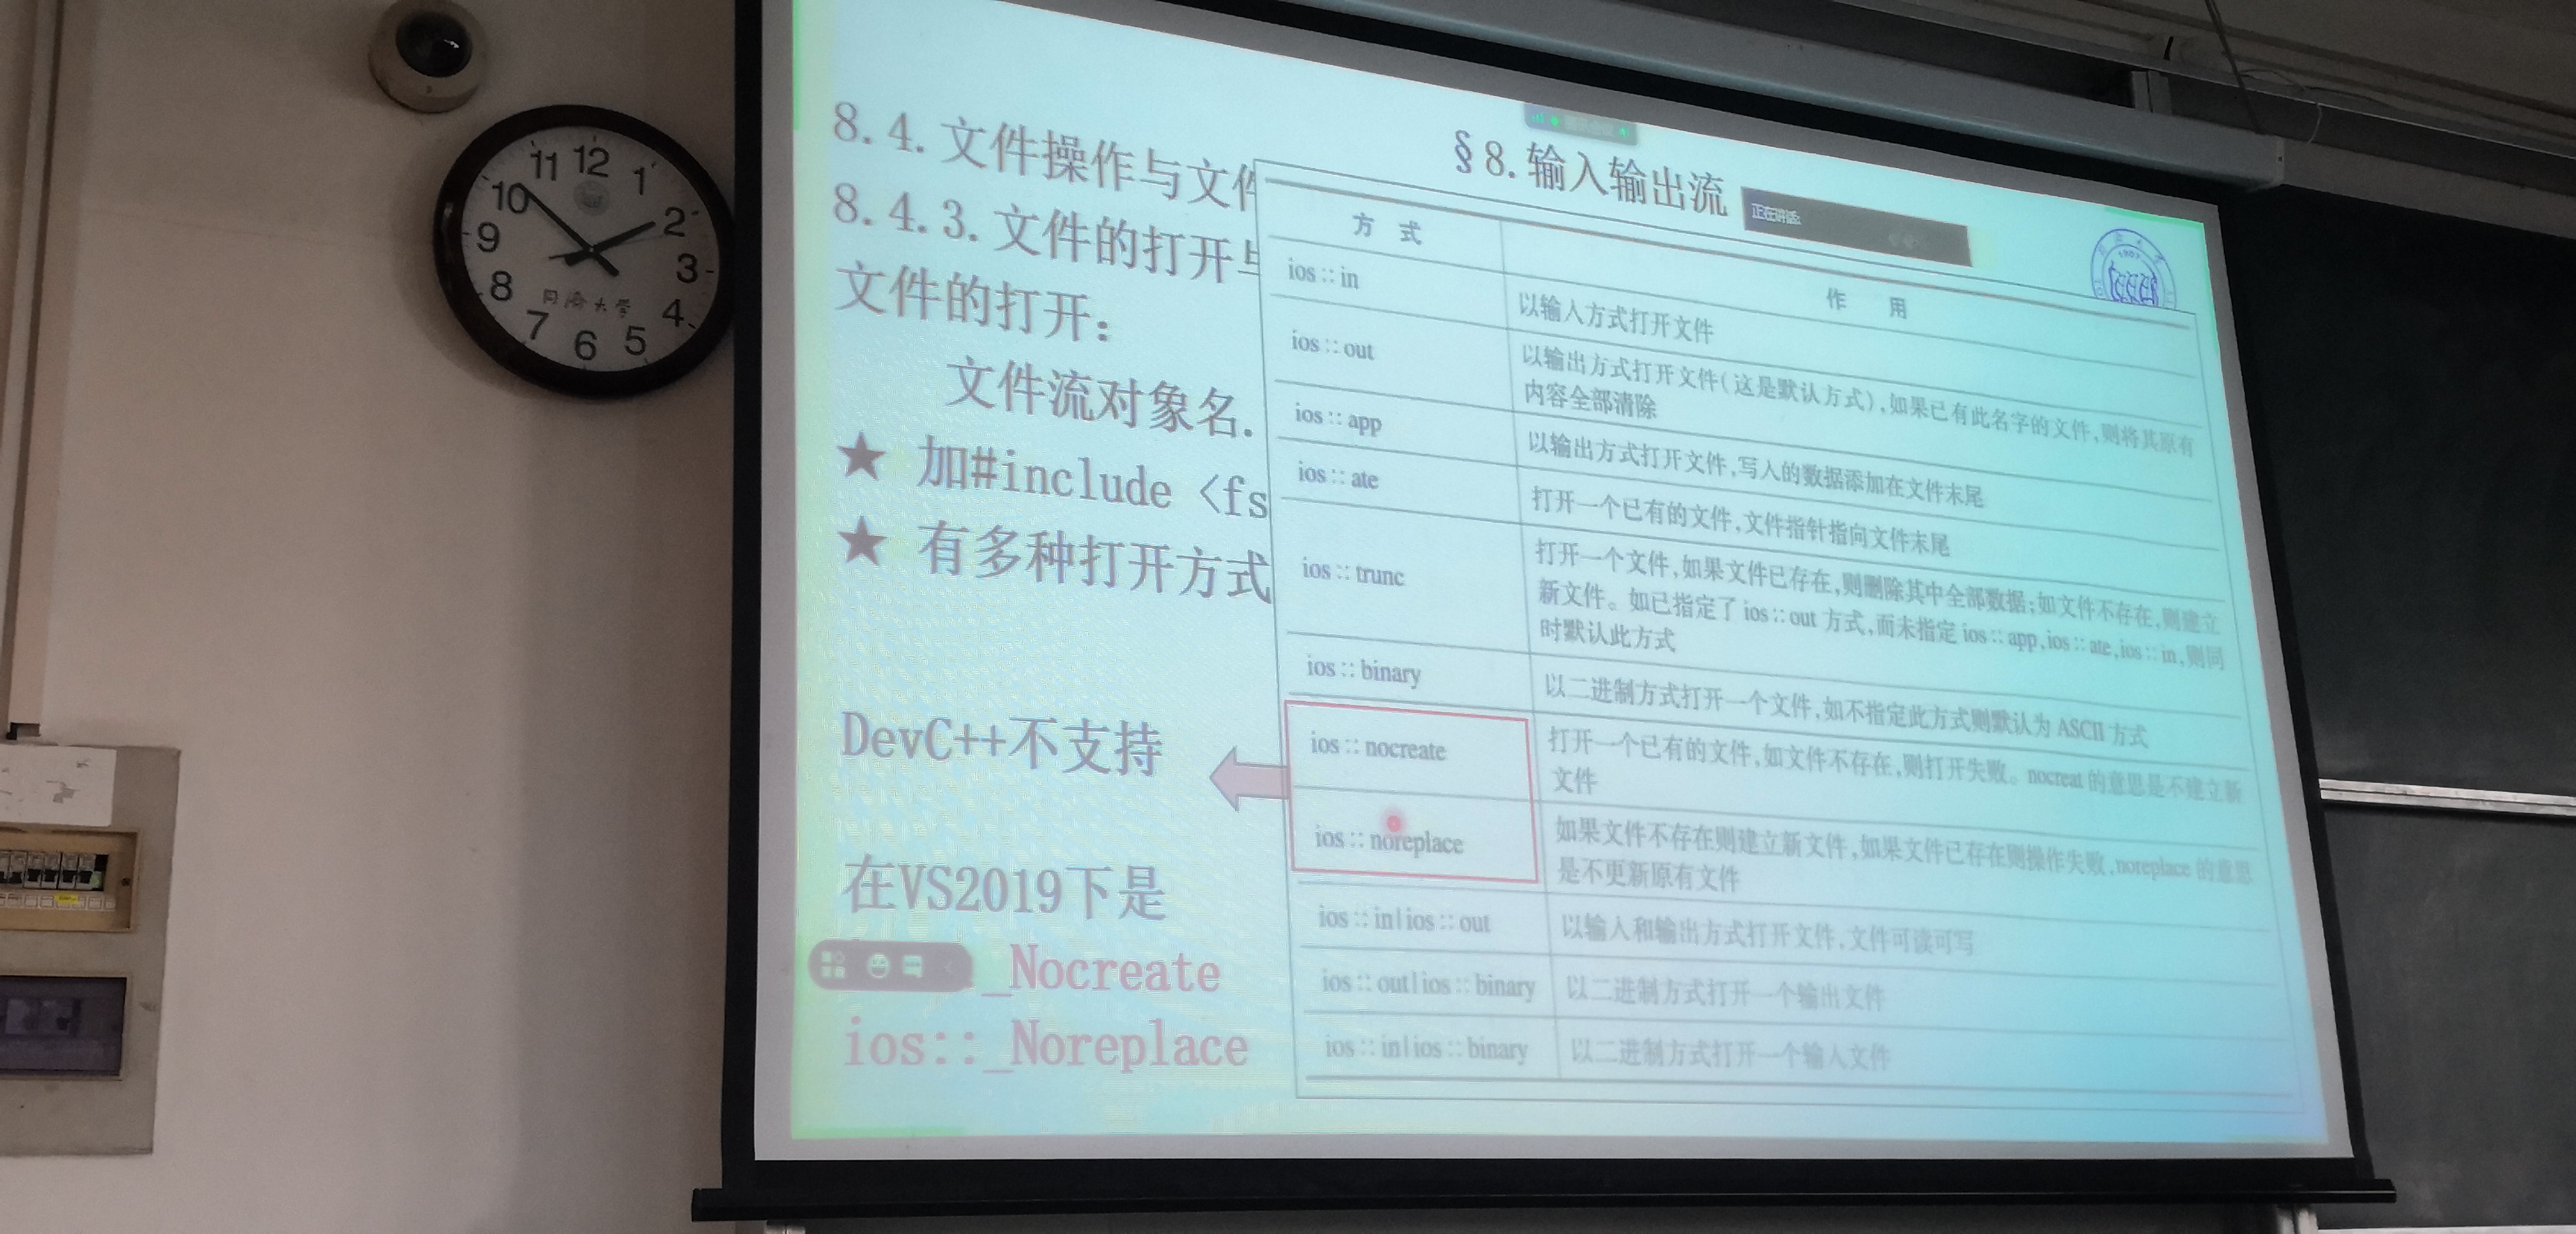 11 12 1
10 2
9 3
8 4
7 6 5
同济大学
§8.输入输出流
正在讲话:
1907
8.4.文件操作与文件
8.4.3.文件的打开与
文件的打开:
文件流对象名.
★ 加#include <fs
★ 有多种打开方式
DevC++不支持
在VS2019下是
_Nocreate
ios::_Noreplace
方 式 作 用
ios::in 以输入方式打开文件
ios::out 以输出方式打开文件(这是默认方式),如果已有此名字的文件,则将其原有
内容全部清除
ios::app 以输出方式打开文件,写入的数据添加在文件末尾
ios::ate 打开一个已有的文件,文件指针指向文件末尾
ios::trunc 打开一个文件,如果文件已存在,则删除其中全部数据;如文件不存在,则建立
新文件。如已指定了 ios::out 方式,而未指定 ios::app,ios::ate,ios::in,则同
时默认此方式
ios::binary 以二进制方式打开一个文件,如不指定此方式则默认为 ASCII 方式
ios::nocreate 打开一个已有的文件,如文件不存在,则打开失败。nocreat 的意思是不建立新
文件
ios::noreplace 如果文件不存在则建立新文件,如果文件已存在则操作失败,noreplace 的意思
是不更新原有文件
ios::in|ios::out 以输入和输出方式打开文件,文件可读可写
ios::out|ios::binary 以二进制方式打开一个输出文件
ios::in|ios::binary 以二进制方式打开一个输入文件